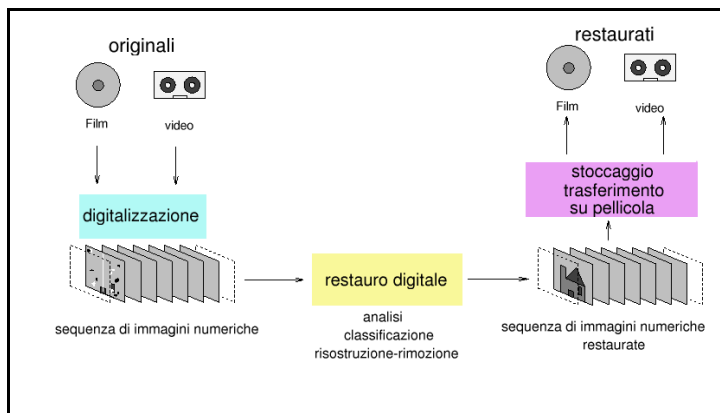 originali
Film
video
digitalizzazione
sequenza di immagini numeriche
restauro digitale
analisi
classificazione
risostruzione-rimozione
restaurati
Film
video
stoccaggio
trasferimento
su pellicola
sequenza di immagini numeriche
restaurate